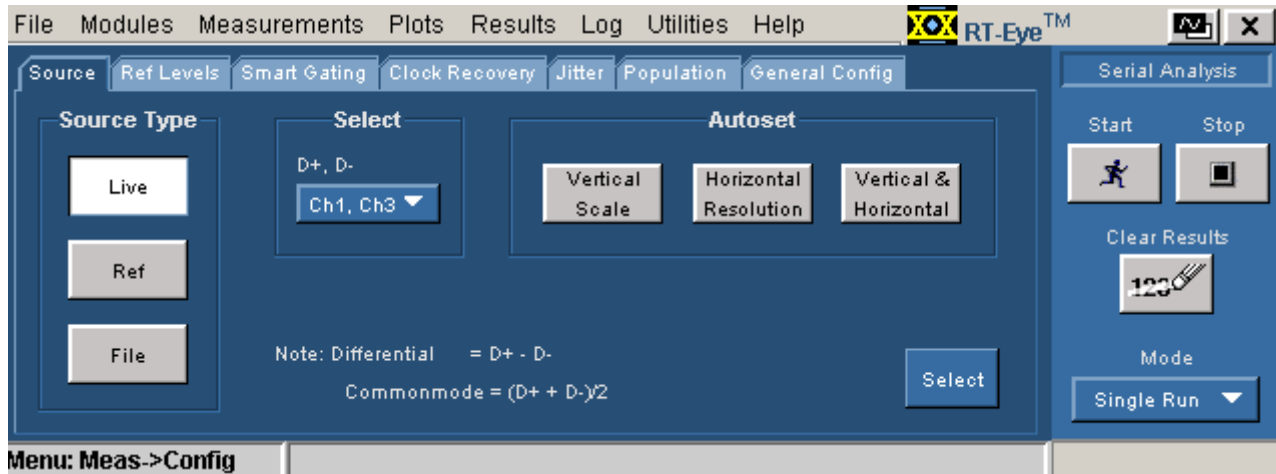 File Modules Measurements Plots Results Log Utilities Help RT-Eye™
Source Ref Levels Smart Gating Clock Recovery Jitter Population General Config Serial Analysis
Source Type Select Autoset
Start Stop
D+, D-
Live
Ch1, Ch3
Vertical Scale
Horizontal Resolution
Vertical & Horizontal
Clear Results
123
Ref
File
Note: Differential = D+ - D-
Commonmode = (D+ + D-)/2
Select
Mode
Single Run
Menu: Meas->Config